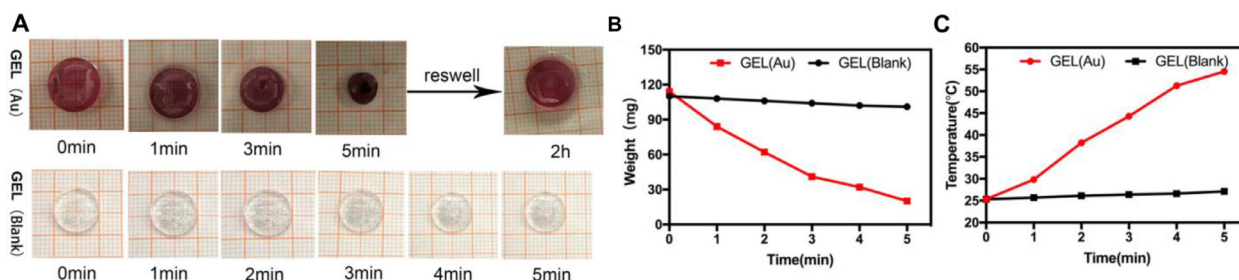 A
GEL
(Au)
0min
1min
3min
5min
reswell
2h
GEL
(Blank)
0min
1min
2min
3min
4min
5min
B
150
120
90
60
30
0
Weight (mg)
GEL(Au)
GEL(Blank)
0 1 2 3 4 5
Time(min)
C
60
55
50
45
40
35
30
25
20
Temperature(°C)
GEL(Au)
GEL(Blank)
0 1 2 3 4 5
Time(min)